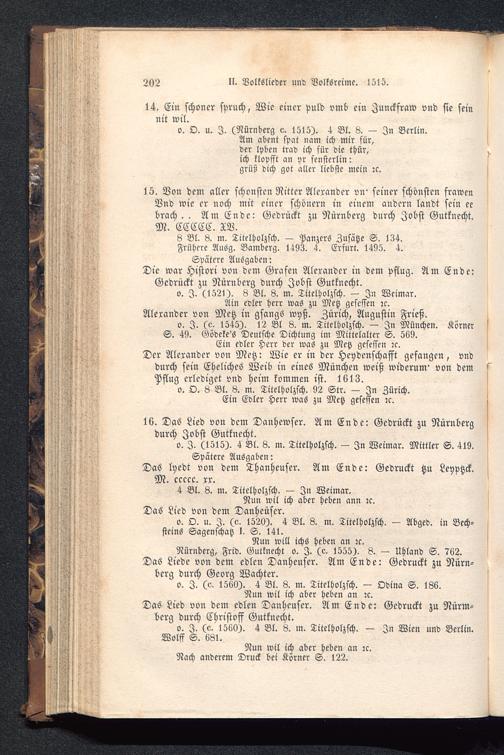 202 II. Volkslieder und Volksreime. 1515.
14. Ein schoner spruch, Wie einer puld vmb ein Junckfraw vnd sie sein
nit wil.
o. O. u. J. (Nürnberg c. 1515). 4 Bl. 8. — In Berlin.
Am abent spat nam ich mir für,
der lyben trad ich für die thür,
ich klopfft an yr fensterlin:
grüß dich got aller liebste mein ꝛc.
15. Von dem aller schonsten Ritter Alexander vn' seiner schönsten frawen
Vnd wie er noch mit einer schönern in einem andern landt sein ee
brach . . Am Ende: Gedrückt zu Nürnberg durch Jobst Gutknecht.
M. CCCCC. XV.
8 Bl. 8. m. Titelholzsch. — Panzers Zusätze S. 134.
Frühere Ausg. Bamberg. 1493. 4. Erfurt. 1495. 4.
Spätere Ausgaben:
Die war Histori von dem Grafen Alexander in dem pflug. Am Ende:
Gedrückt zu Nürnberg durch Jobst Gutknecht.
o. J. (1521). 8 Bl. 8. m. Titelholzsch. — In Weimar.
Ain edler herr was zu Metz gesessen ꝛc.
Alexander von Metz in gsangs wyß. Zürich, Augustin Frieß.
o. J. (c. 1545). 12 Bl. 8. m. Titelholzsch. — In München. Körner
S. 49. Gödeke's Deutsche Dichtung im Mittelalter S. 569.
Ein edler Herr der was zu Metz gesessen ꝛc.
Der Alexander von Metz: Wie er in der Heydenschafft gefangen, vnd
durch sein Eheliches Weib in eines München weiß widerum' von dem
Pflug erlediget vnd heim kommen ist. 1613.
o. O. 8 Bl. 8. m. Titelholzsch. 92 Str. — In Zürich.
Ein Edler Herr was zu Metz gesessen ꝛc.
16. Das Lied von dem Danhewser. Am Ende: Gedrückt zu Nürnberg
durch Jobst Gutknecht.
o. J. (1515). 4 Bl. 8. m. Titelholzsch. — In Weimar. Mittler S. 419.
Spätere Ausgaben:
Das lyedt von dem Thanheuser. Am Ende: Gedruckt tzu Leyptzck.
M. ccccc. xx.
4 Bl. 8. m. Titelholzsch. — In Weimar.
Nun wil ich aber heben ann ꝛc.
Das Lied von dem Danheüser.
o. O. u. J. (c. 1520). 4 Bl. 8. m. Titelholzsch. — Abged. in Bech-
steins Sagenschatz I. S. 141.
Nun will ichs heben an ꝛc.
Nürnberg, Frid. Gutknecht o. J. (c. 1555). 8. — Uhland S. 762.
Das Liede von dem edlen Danheuser. Am Ende: Gedruckt zu Nürn-
berg durch Georg Wachter.
o. J. (c. 1560). 4 Bl. 8. m. Titelholzsch. — Odina S. 186.
Nun wil ich aber heben an ꝛc.
Das Lied von dem edlen Danheuser. Am Ende: Gedruckt zu Nürm-
berg durch Christoff Gutknecht.
o. J. (c. 1560). 4 Bl. 8. m. Titelholzsch. — In Wien und Berlin.
Wolff S. 681.
Nun wil ich aber heben an ꝛc.
Nach anderem Druck bei Körner S. 122.